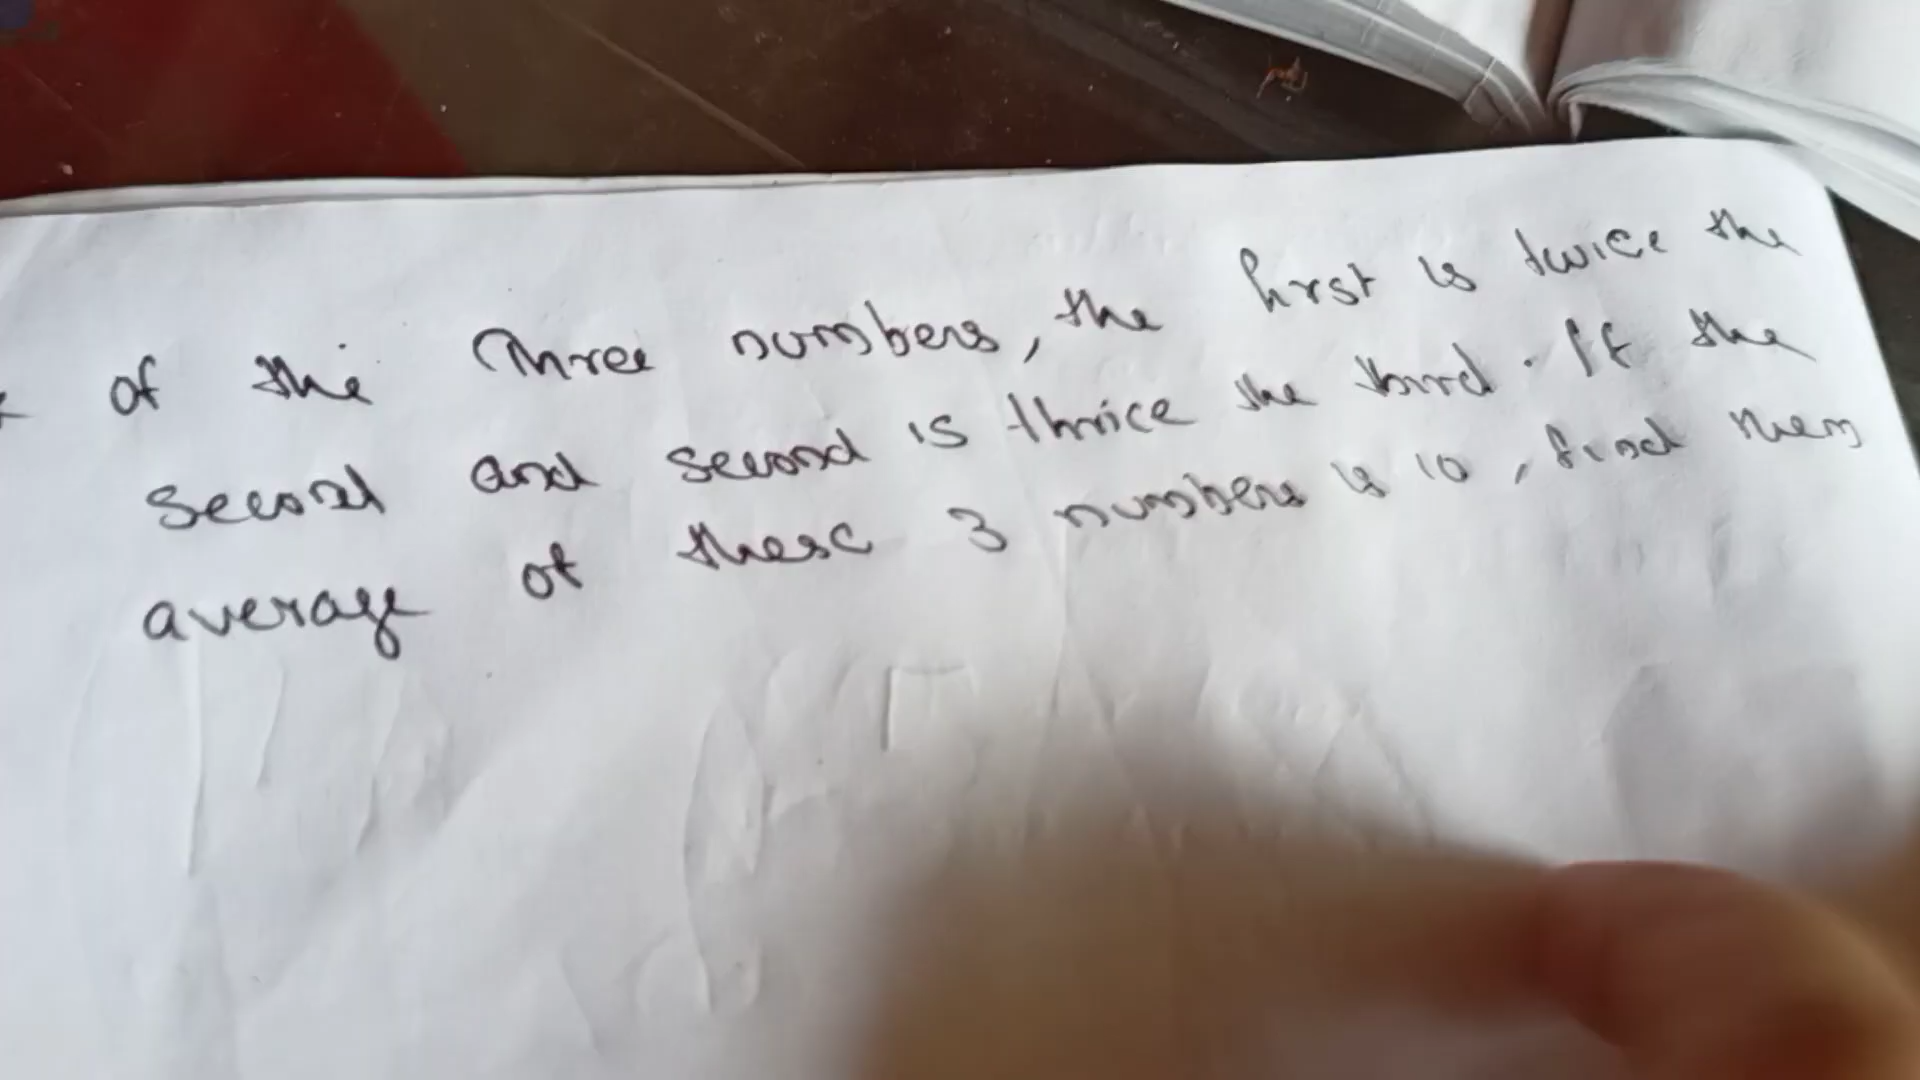 * of the Three numbers, the first is twice the
second and second is thrice the third. If the
average of these 3 numbers is 10, find them